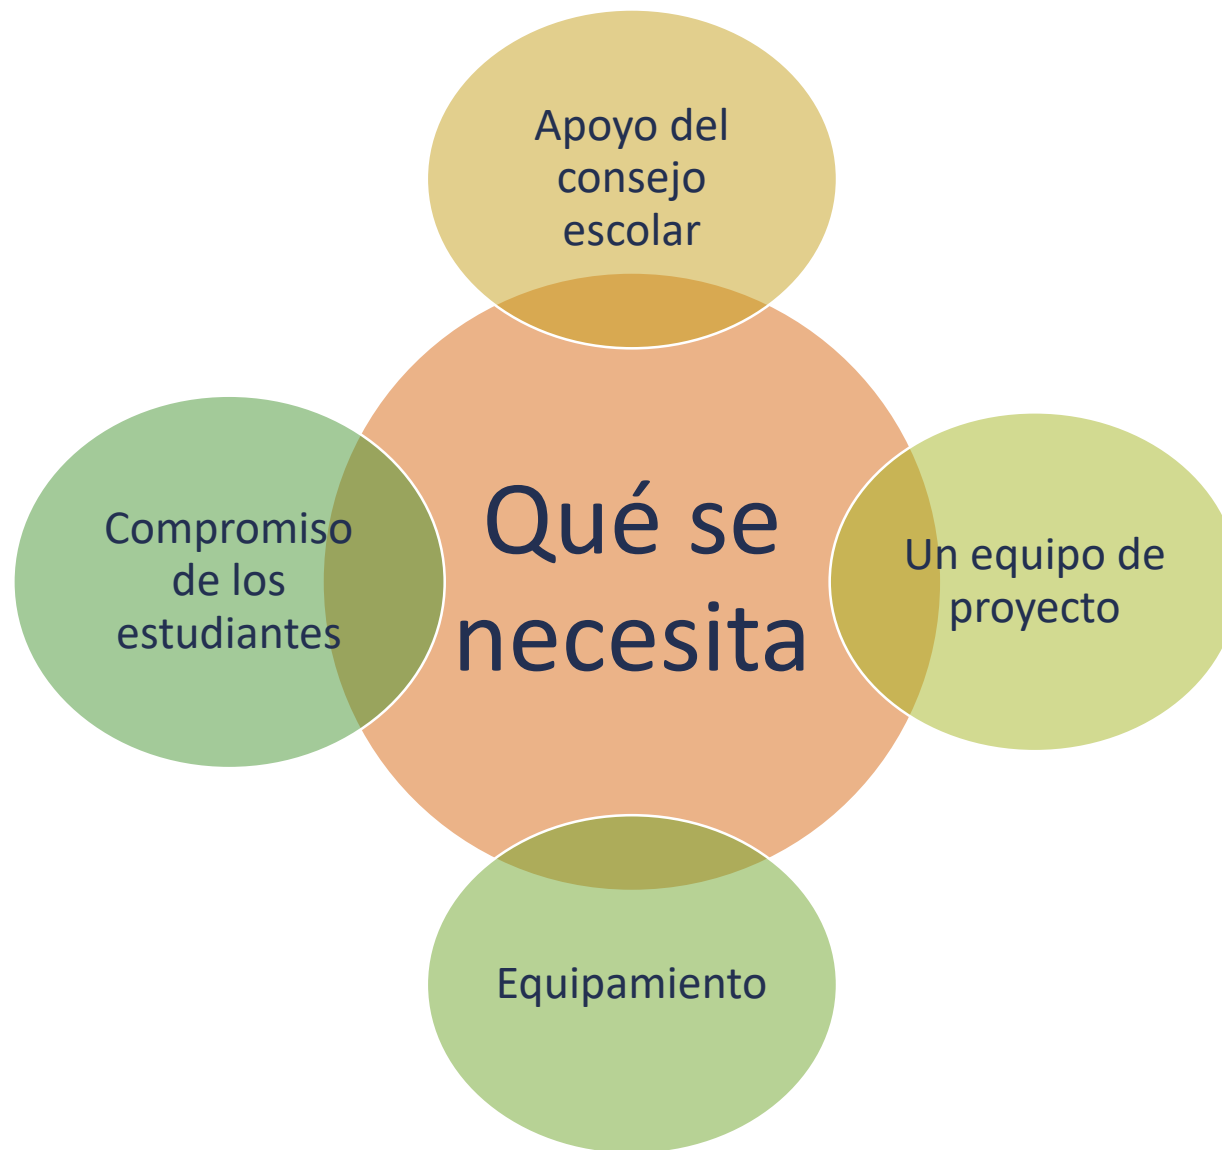 Apoyo del
consejo
escolar
Qué se
necesita
Un equipo de
proyecto
Equipamiento
Compromiso
de los
estudiantes